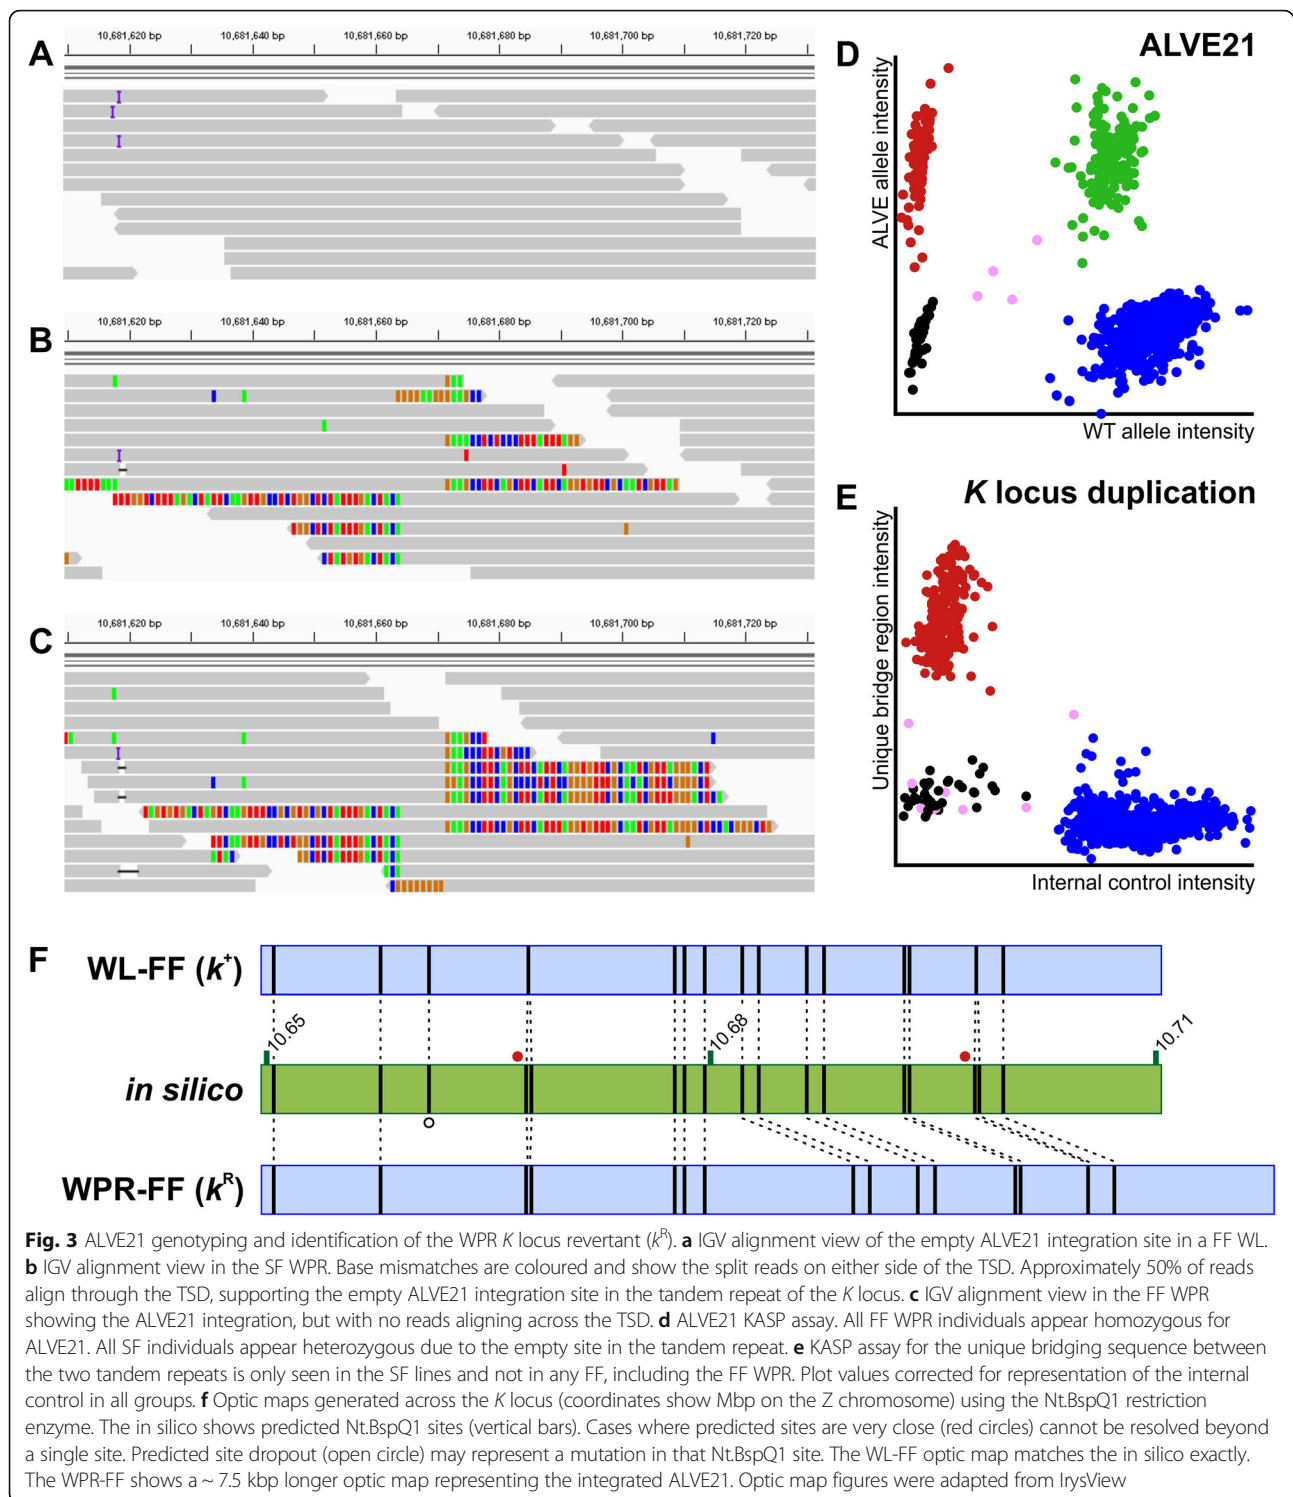 A
10,681,620 bp 10,681,640 bp 10,681,660 bp 10,681,680 bp 10,681,700 bp 10,681,720 bp
B
10,681,620 bp 10,681,640 bp 10,681,660 bp 10,681,680 bp 10,681,700 bp 10,681,720 bp
C
10,681,620 bp 10,681,640 bp 10,681,660 bp 10,681,680 bp 10,681,700 bp 10,681,720 bp
D
ALVE21
ALVE allele intensity
WT allele intensity
E
K locus duplication
Unique bridge region intensity
Internal control intensity
F
WL-FF (k+)
10.65 10.68 10.71
in silico
WPR-FF (kR)
Fig. 3 ALVE21 genotyping and identification of the WPR K locus revertant (kR). a IGV alignment view of the empty ALVE21 integration site in a FF WL.
b IGV alignment view in the SF WPR. Base mismatches are coloured and show the split reads on either side of the TSD. Approximately 50% of reads
align through the TSD, supporting the empty ALVE21 integration site in the tandem repeat of the K locus. c IGV alignment view in the FF WPR
showing the ALVE21 integration, but with no reads aligning across the TSD. d ALVE21 KASP assay. All FF WPR individuals appear homozygous for
ALVE21. All SF individuals appear heterozygous due to the empty site in the tandem repeat. e KASP assay for the unique bridging sequence between
the two tandem repeats is only seen in the SF lines and not in any FF, including the FF WPR. Plot values corrected for representation of the internal
control in all groups. f Optic maps generated across the K locus (coordinates show Mbp on the Z chromosome) using the Nt.BspQ1 restriction
enzyme. The in silico shows predicted Nt.BspQ1 sites (vertical bars). Cases where predicted sites are very close (red circles) cannot be resolved beyond
a single site. Predicted site dropout (open circle) may represent a mutation in that Nt.BspQ1 site. The WL-FF optic map matches the in silico exactly.
The WPR-FF shows a ~ 7.5 kbp longer optic map representing the integrated ALVE21. Optic map figures were adapted from IrysView